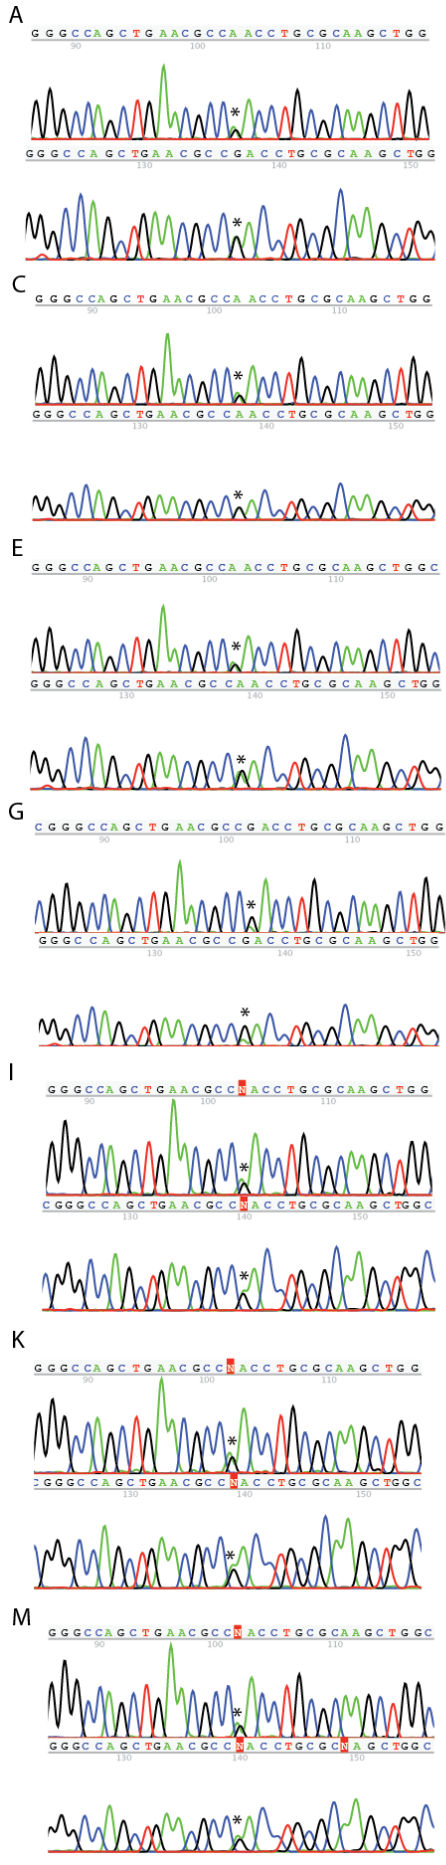 A
GGGCCAGCTGAACGCCAACCTGCGCAAGCTGG
90 100 110
*
GGGCCAGCTGAACGCCGACCTGCGCAAGCTGG
130 140 150
*
C
GGGCCAGCTGAACGCCAACCTGCGCAAGCTGG
90 100 110
*
GGGCCAGCTGAACGCCAACCTGCGCAAGCTGG
130 140 150
*
E
GGGCCAGCTGAACGCCAACCTGCGCAAGCTGGC
90 100 110
*
GGGCCAGCTGAACGCCAACCTGCGCAAGCTGG
130 140 150
*
G
CGGGCCAGCTGAACGCCGACCTGCGCAAGCTGG
90 100 110
*
GGGCCAGCTGAACGCCGACCTGCGCAAGCTGG
130 140 150
*
I
GGGCCAGCTGAACGCCNACCTGCGCAAGCTGG
90 100 110
*
CGGGCCAGCTGAACGCCNACCTGCGCAAGCTGGC
130 140 150
*
K
GGGCCAGCTGAACGCCNACCTGCGCAAGCTGG
90 100 110
*
CGGGCCAGCTGAACGCCNACCTGCGCAAGCTGGC
130 140 150
*
M
GGGCCAGCTGAACGCCNACCTGCGCAAGCTGGC
90 100 110
*
GGGCCAGCTGAACGCCNACCTGCGCNAGCTGGC
130 140 150
*